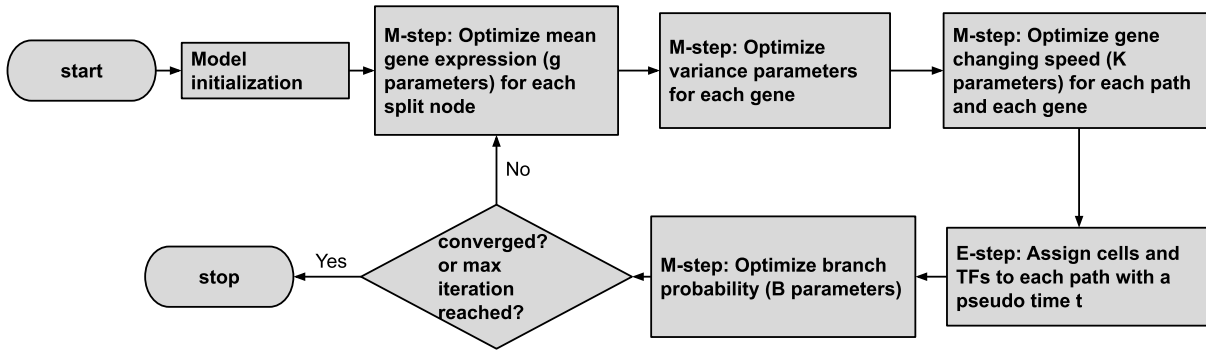 start
Model
initialization
M-step: Optimize mean
gene expression (g
parameters) for each
split node
M-step: Optimize
variance parameters
for each gene
M-step: Optimize gene
changing speed (K
parameters) for each path
and each gene
E-step: Assign cells and
TFs to each path with a
pseudo time t
M-step: Optimize branch
probability (B parameters)
converged?
or max
iteration
reached?
No
Yes
stop